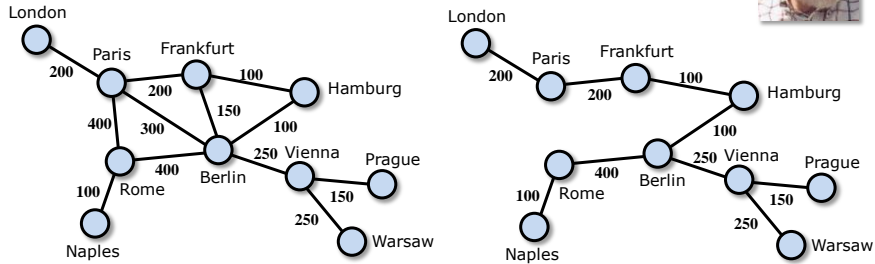 London
Paris
Frankfurt
200
200
100
Hamburg
400
300
150
100
Rome
400
Berlin
250
Vienna
Prague
100
150
250
Naples
Warsaw
London
Paris
Frankfurt
200
200
100
Hamburg
100
Rome
400
Berlin
250
Vienna
Prague
100
150
250
Naples
Warsaw